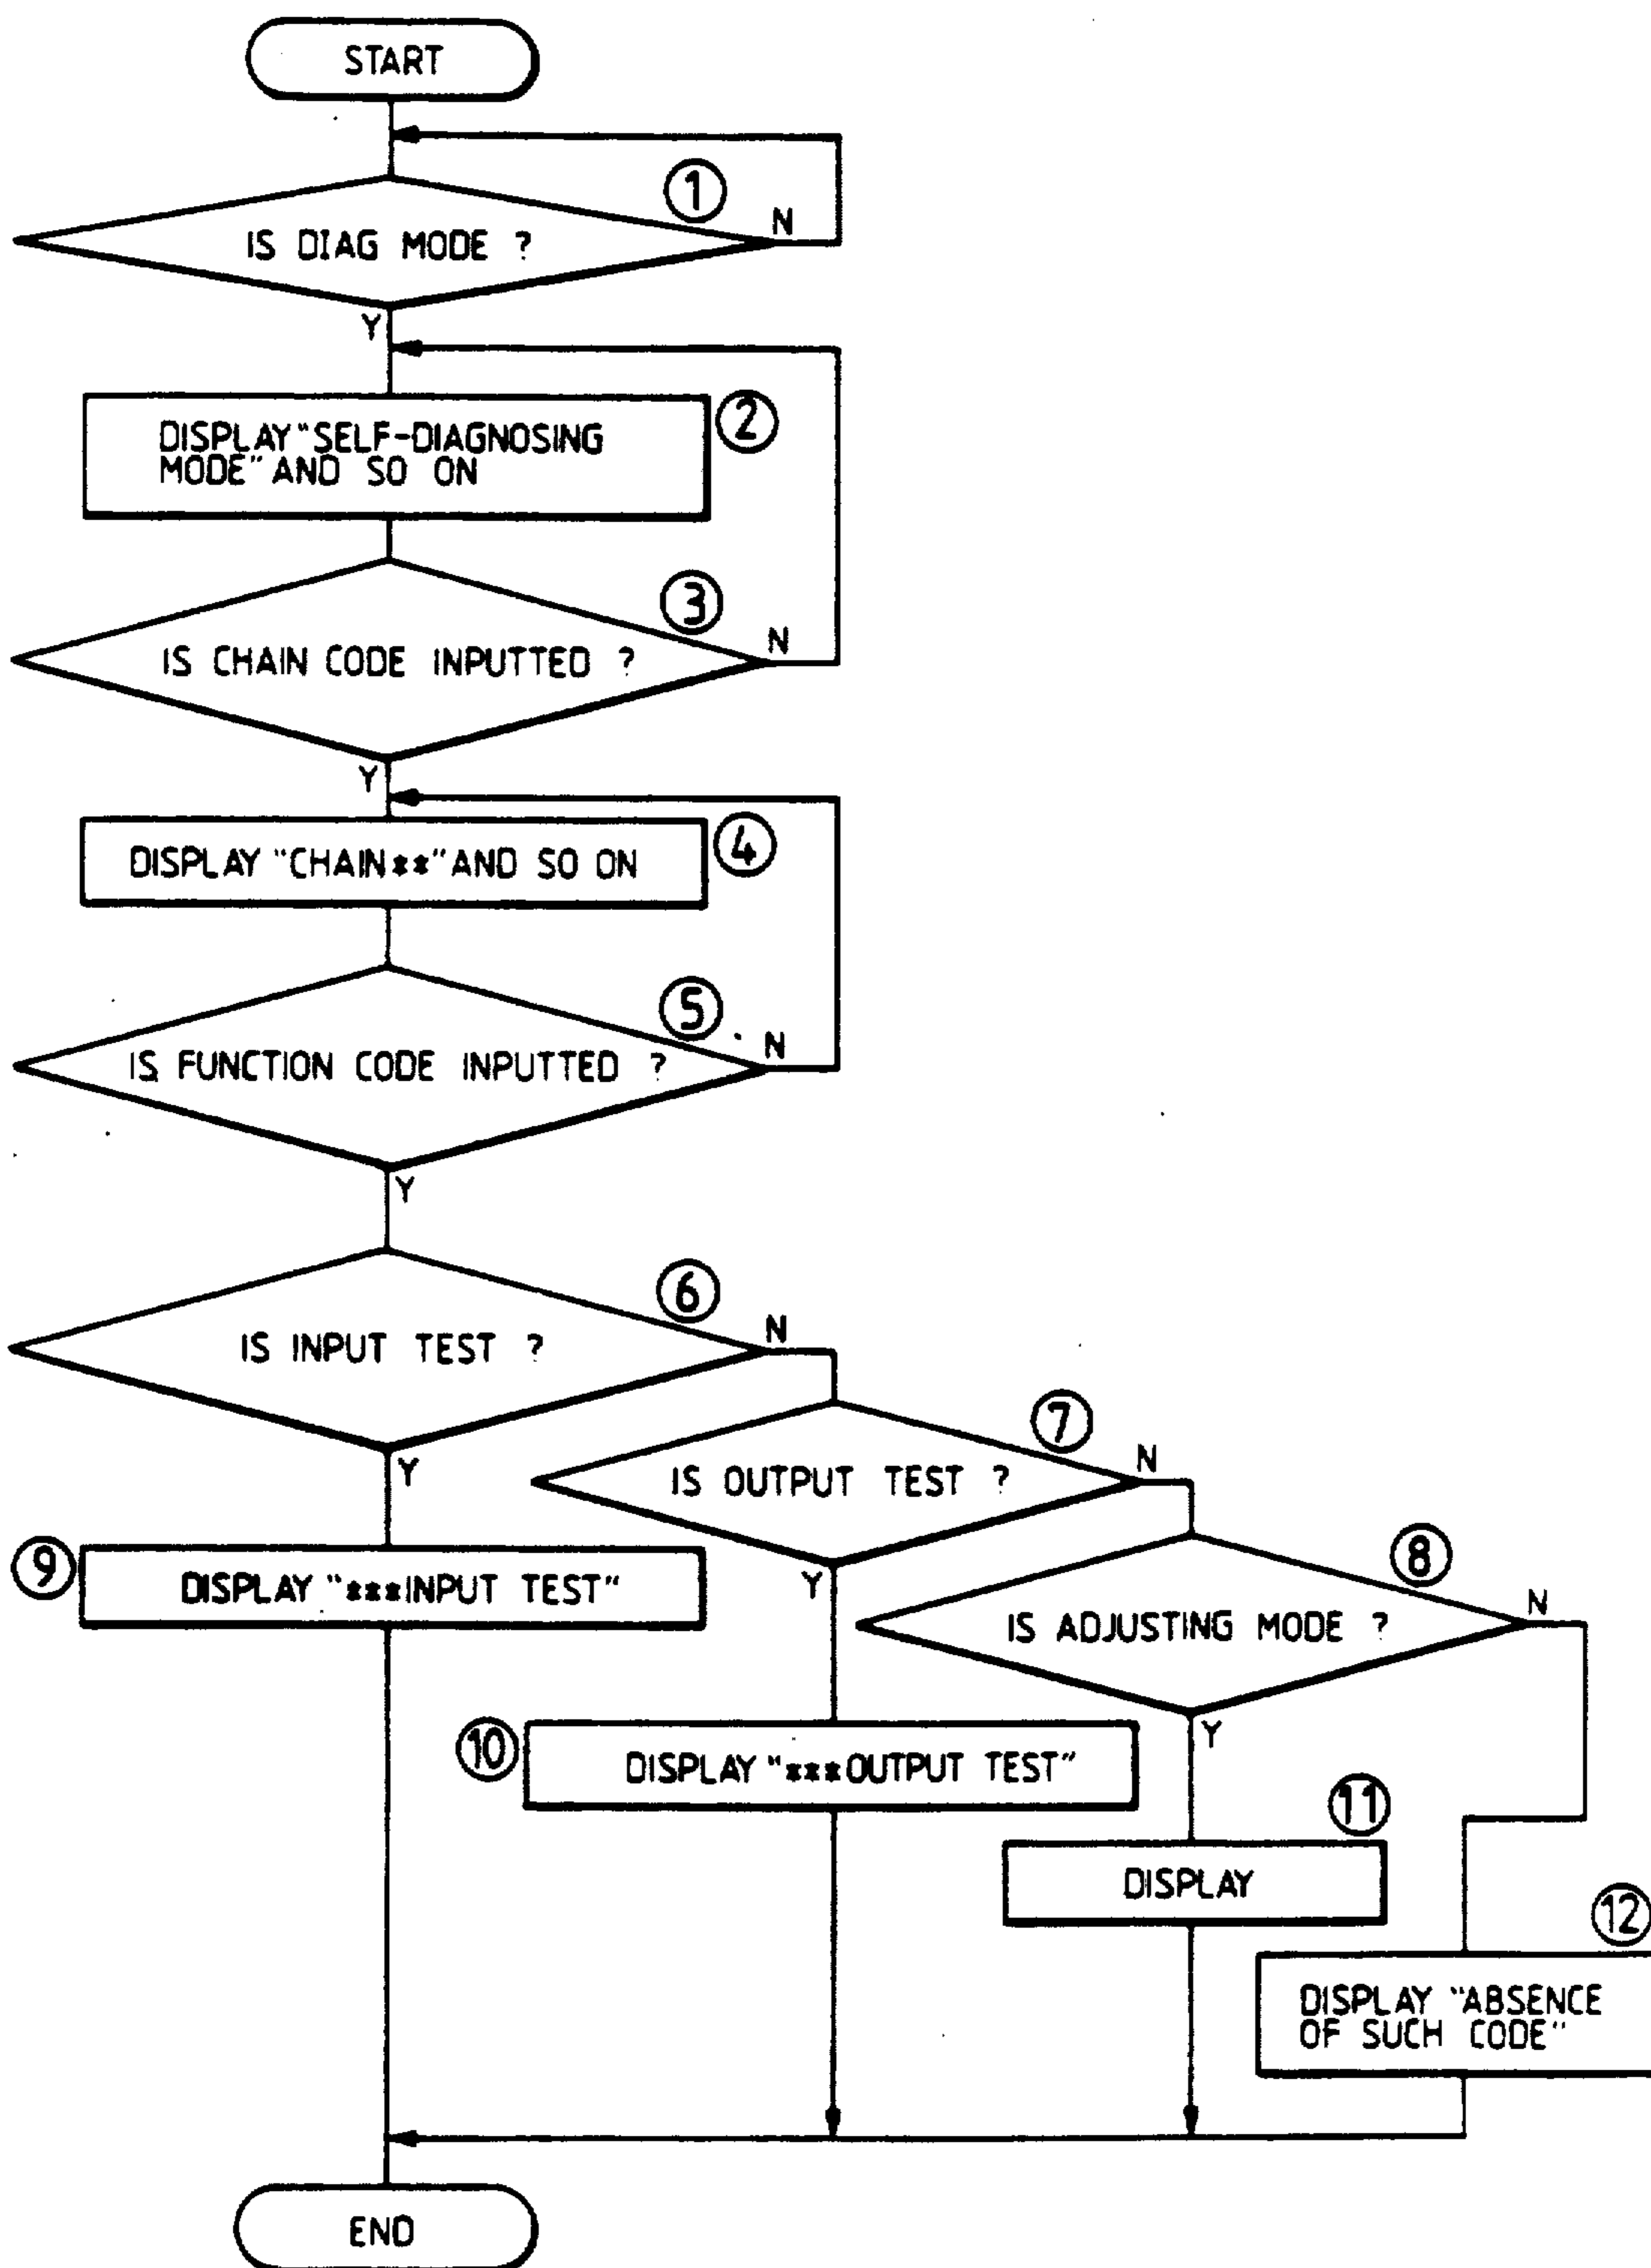 START
1
IS DIAG MODE ?
N
Y
2
DISPLAY "SELF-DIAGNOSING
MODE" AND SO ON
3
IS CHAIN CODE INPUTTED ?
N
Y
4
DISPLAY "CHAIN**" AND SO ON
5
IS FUNCTION CODE INPUTTED ?
N
Y
6
IS INPUT TEST ?
N
Y
7
IS OUTPUT TEST ?
N
Y
8
IS ADJUSTING MODE ?
N
Y
9
DISPLAY "***INPUT TEST"
10
DISPLAY "***OUTPUT TEST"
11
DISPLAY
12
DISPLAY "ABSENCE
OF SUCH CODE"
END